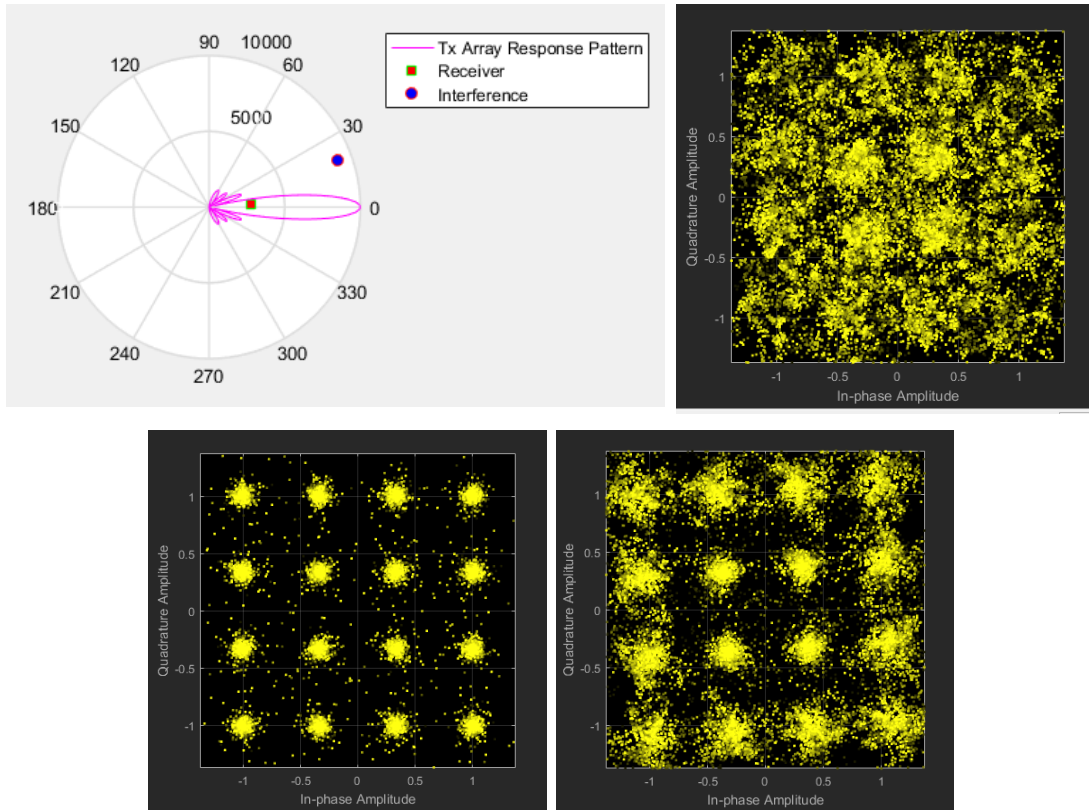 90 10000
120 60
Tx Array Response Pattern
Receiver
Interference
5000
150 30
180 0
210 330
240 300
270
Quadrature Amplitude
1
0.5
0
-0.5
-1
-1 -0.5 0 0.5 1
In-phase Amplitude
Quadrature Amplitude
1
0.5
0
-0.5
-1
-1 -0.5 0 0.5 1
In-phase Amplitude
Quadrature Amplitude
1
0.5
0
-0.5
-1
-1 -0.5 0 0.5 1
In-phase Amplitude